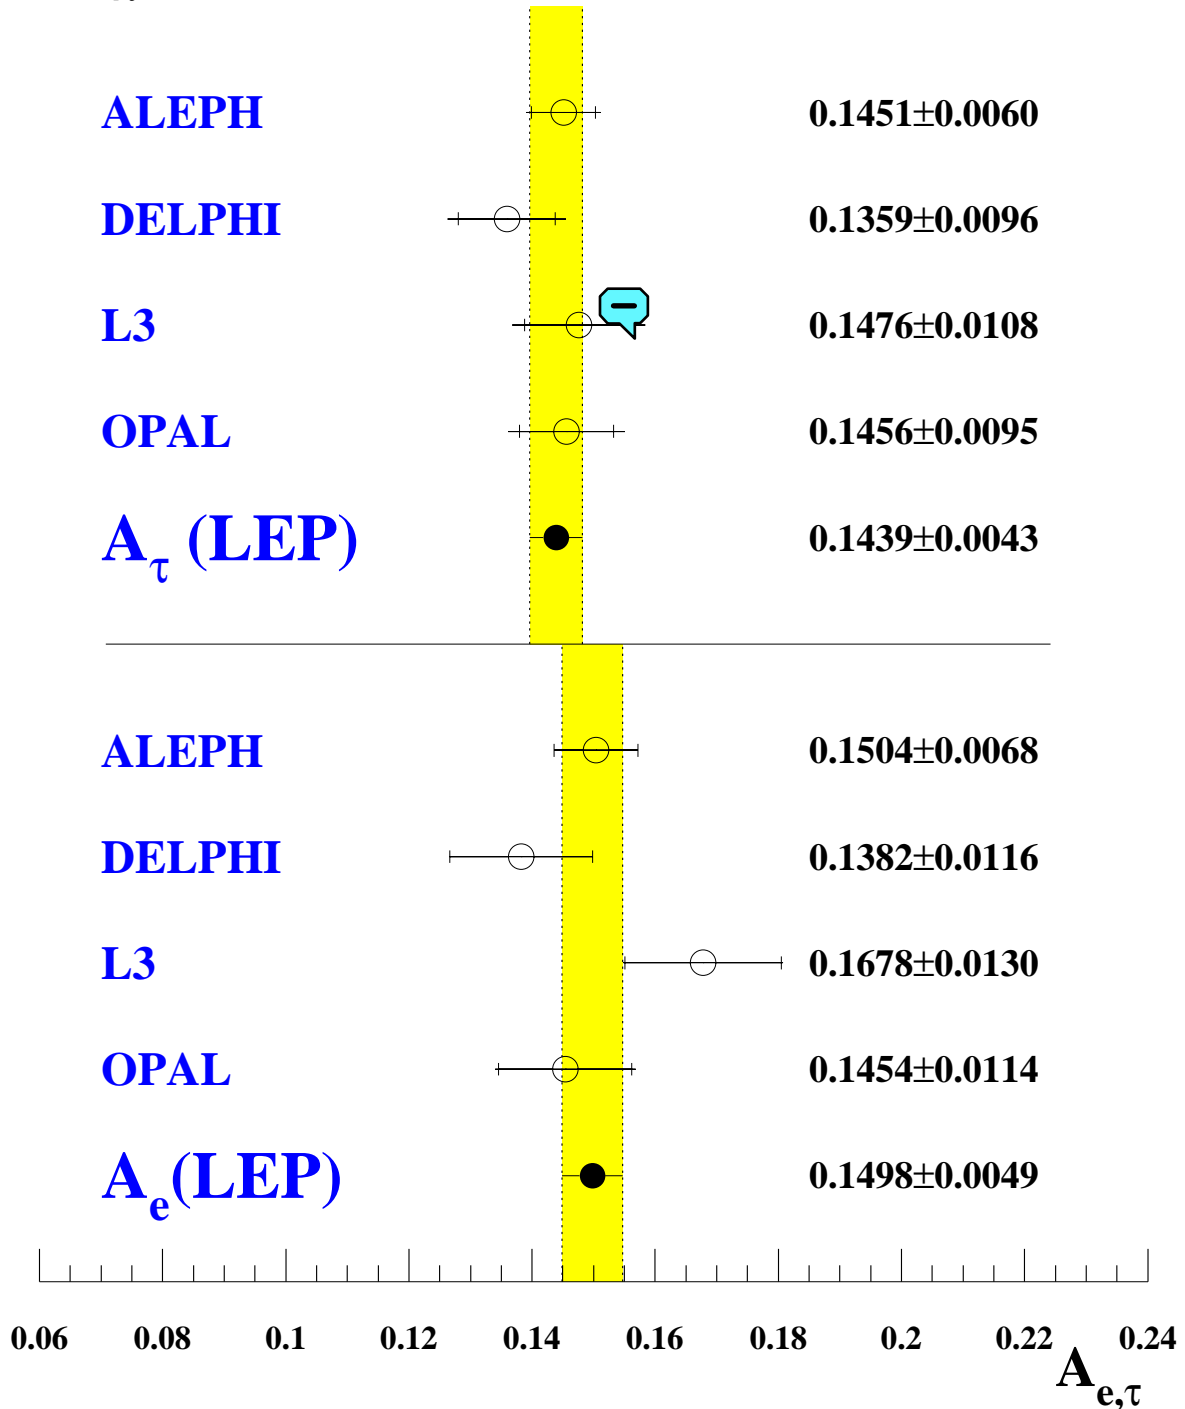 ALEPH 0.1451±0.0060
DELPHI 0.1359±0.0096
L3 0.1476±0.0108
OPAL 0.1456±0.0095
Aτ (LEP) 0.1439±0.0043
ALEPH 0.1504±0.0068
DELPHI 0.1382±0.0116
L3 0.1678±0.0130
OPAL 0.1454±0.0114
Ae(LEP) 0.1498±0.0049
0.06 0.08 0.1 0.12 0.14 0.16 0.18 0.2 0.22 0.24
Ae,τ